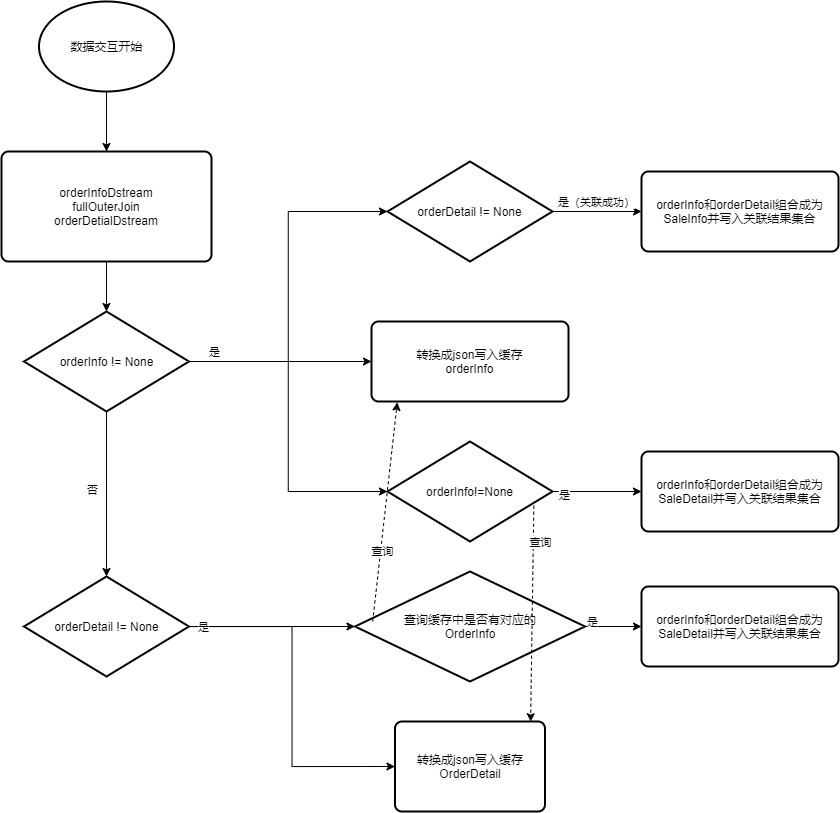 数据交互开始
orderInfoDstream
fullOuterJoin
orderDetialDstream
orderDetail != None
是（关联成功）
orderInfo和orderDetail组合成为
SaleInfo并写入关联结果集合
orderInfo != None
是
转换成json写入缓存
orderInfo
否
orderInfo!=None
是
orderInfo和orderDetail组合成为
SaleDetail并写入关联结果集合
查询
查询
orderDetail != None
是
查询缓存中是否有对应的
OrderInfo
是
orderInfo和orderDetail组合成为
SaleDetail并写入关联结果集合
转换成json写入缓存
OrderDetail